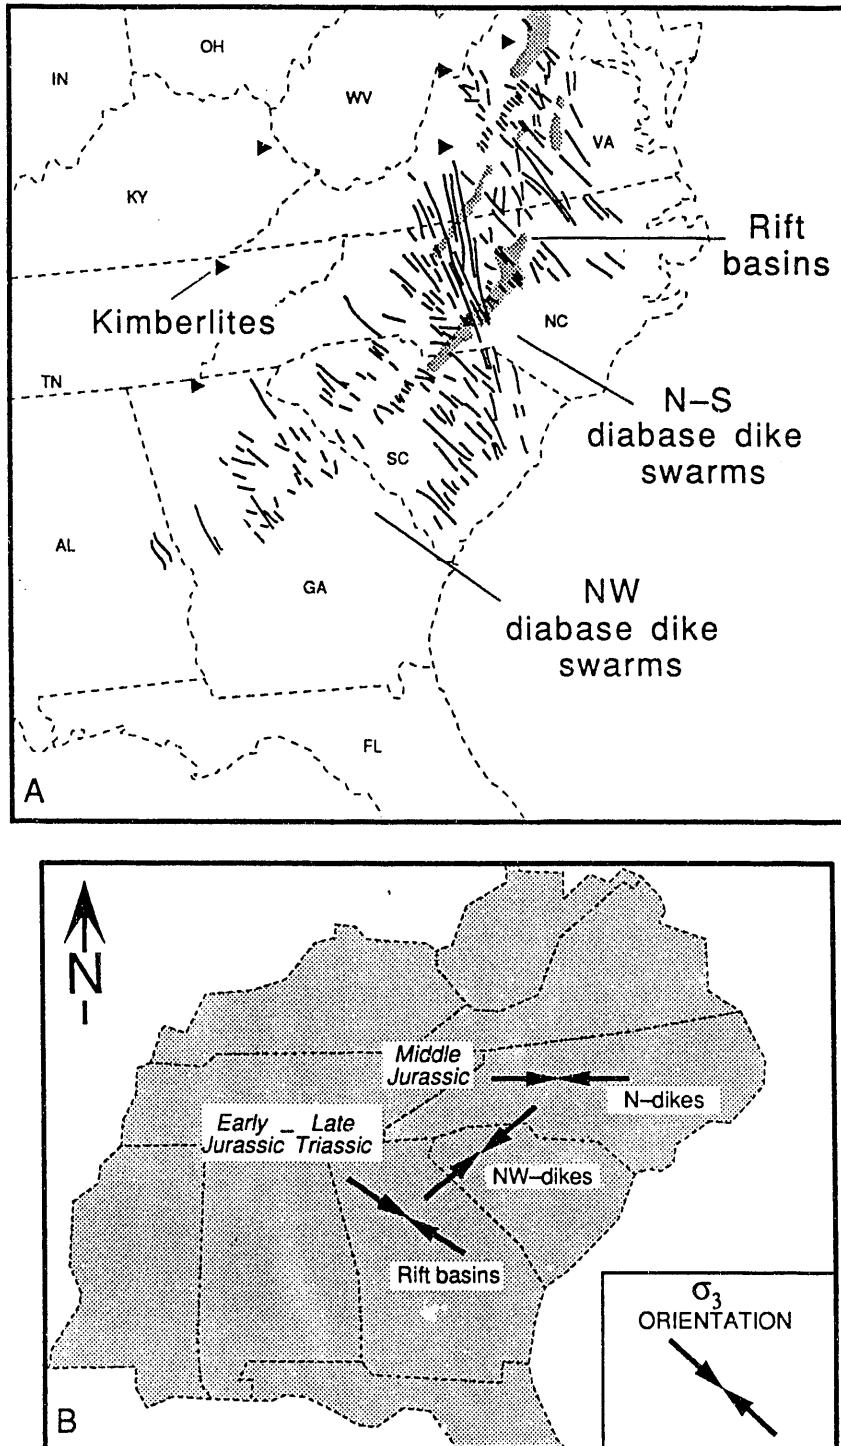 OH
IN
WV
VA
KY
Rift
basins
Kimberlites
NC
TN
N–S
diabase dike
swarms
SC
AL
GA
NW
diabase dike
swarms
FL
A
N
Middle
Jurassic
N–dikes
Early – Late
Jurassic Triassic
NW–dikes
Rift basins
σ3
ORIENTATION
B